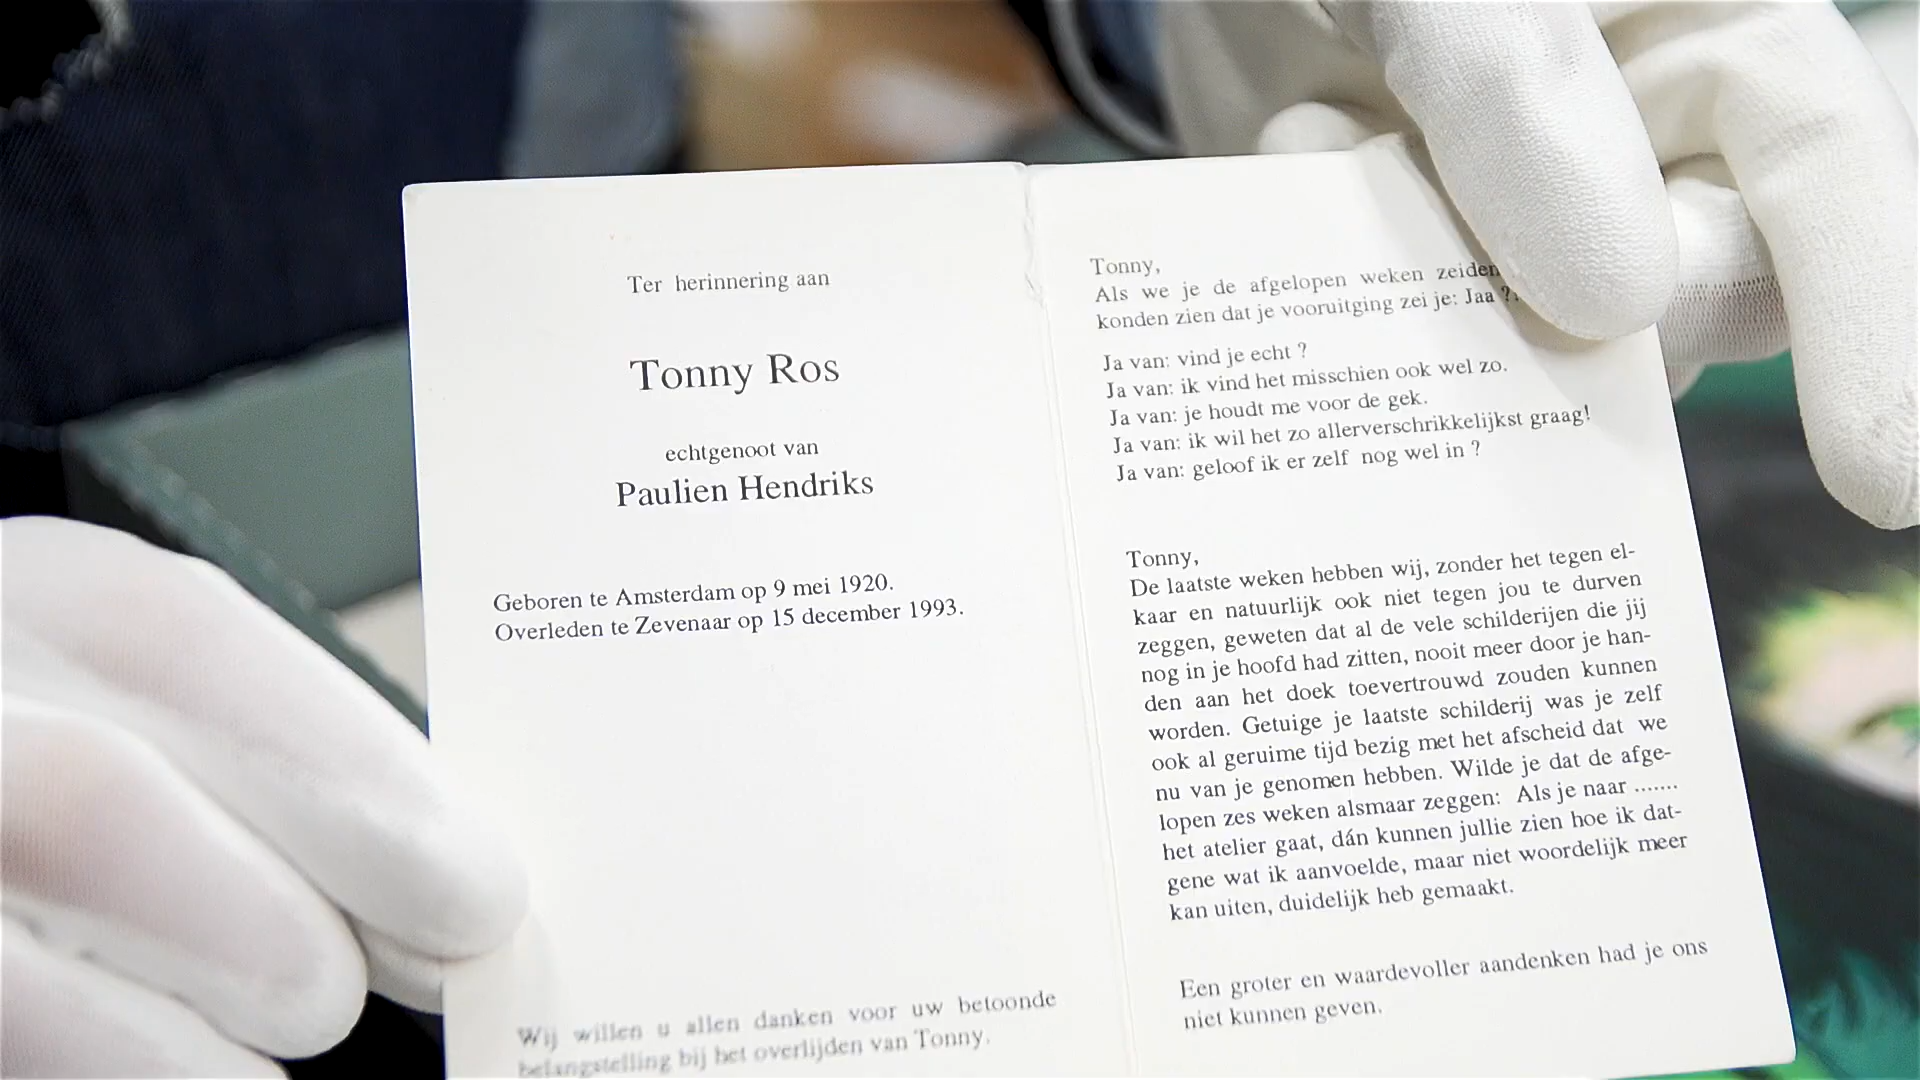 Ter herinnering aan
Tonny Ros
echtgenoot van
Paulien Hendriks
Geboren te Amsterdam op 9 mei 1920.
Overleden te Zevenaar op 15 december 1993.
Wij willen u allen danken voor uw betoonde
belangstelling bij het overlijden van Tonny.
Tonny,
Als we je de afgelopen weken zeiden
konden zien dat je vooruitging zei je: Jaa ?
Ja van: vind je echt ?
Ja van: ik vind het misschien ook wel zo.
Ja van: je houdt me voor de gek.
Ja van: ik wil het zo allerverschrikkelijkst graag!
Ja van: geloof ik er zelf nog wel in ?
Tonny,
De laatste weken hebben wij, zonder het tegen el-
kaar en natuurlijk ook niet tegen jou te durven
zeggen, geweten dat al de vele schilderijen die jij
nog in je hoofd had zitten, nooit meer door je han-
den aan het doek toevertrouwd zouden kunnen
worden. Getuige je laatste schilderij was je zelf
ook al geruime tijd bezig met het afscheid dat we
nu van je genomen hebben. Wilde je dat de afge-
lopen zes weken alsmaar zeggen: Als je naar .......
het atelier gaat, dán kunnen jullie zien hoe ik dat-
gene wat ik aanvoelde, maar niet woordelijk meer
kan uiten, duidelijk heb gemaakt.
Een groter en waardevoller aandenken had je ons
niet kunnen geven.